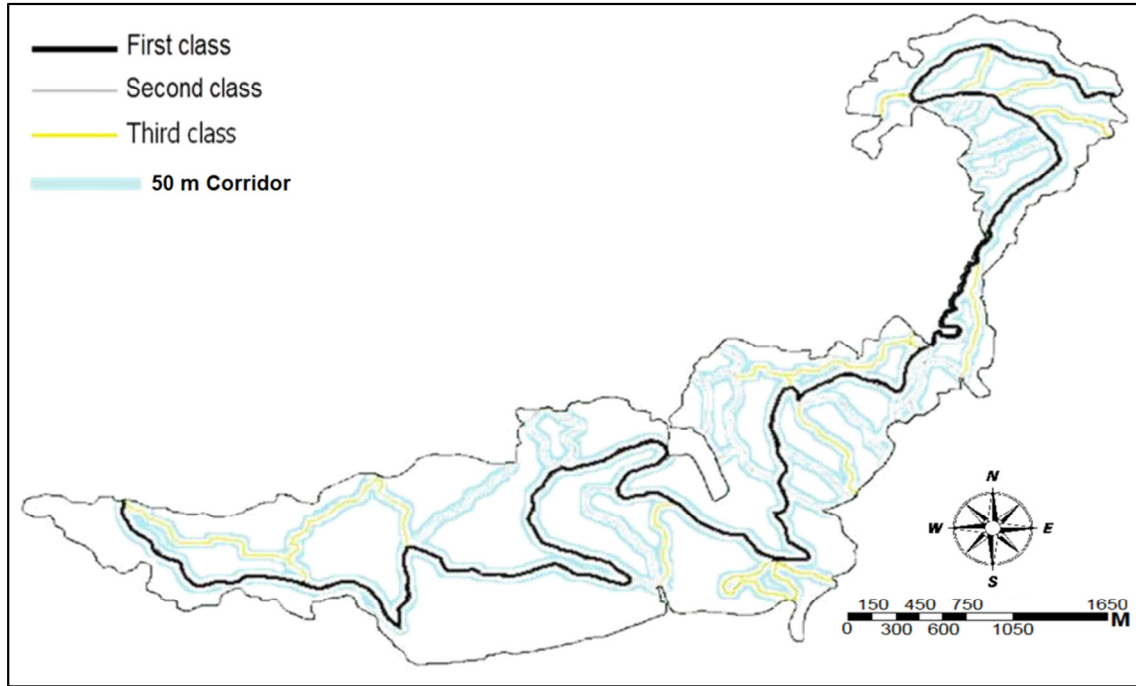 First class
Second class
Third class
50 m Corridor
N
W E
S
150 450 750 1650
M
0 300 600 1050